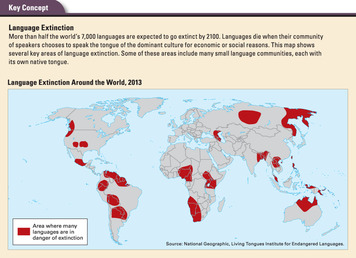 Key Concept
Language Extinction
More than half the world's 7,000 languages are expected to go extinct by 2100. Languages die when their community
of speakers chooses to speak the tongue of the dominant culture for economic or social reasons. This map shows
several key areas of language extinction. Some of these areas include many small language communities, each with
its own native tongue.
Language Extinction Around the World, 2013
Area where many
languages are in
danger of extinction
Source: National Geographic, Living Tongues Institute for Endangered Languages.